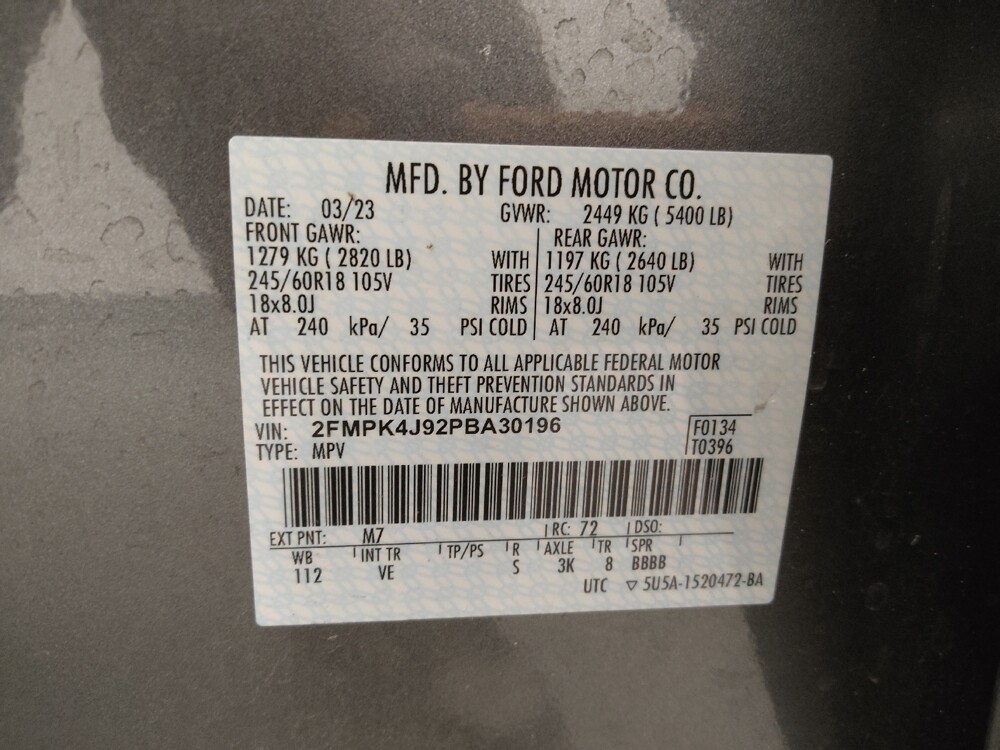 MFD. BY FORD MOTOR CO.
DATE: 03/23 GVWR: 2449 KG ( 5400 LB)
FRONT GAWR: REAR GAWR:
1279 KG ( 2820 LB) WITH 1197 KG ( 2640 LB) WITH
245/60R18 105V TIRES 245/60R18 105V TIRES
18x8.0J RIMS 18x8.0J RIMS
AT 240 kPa/ 35 PSI COLD AT 240 kPa/ 35 PSI COLD
THIS VEHICLE CONFORMS TO ALL APPLICABLE FEDERAL MOTOR
VEHICLE SAFETY AND THEFT PREVENTION STANDARDS IN
EFFECT ON THE DATE OF MANUFACTURE SHOWN ABOVE.
VIN: 2FMPK4J92PBA30196 F0134
TYPE: MPV T0396
EXT PNT: M7 RC: 72 DSO:
WB INT TR TP/PS R AXLE TR SPR
112 VE S 3K 8 BBBB
UTC ▽ 5U5A-1520472-BA